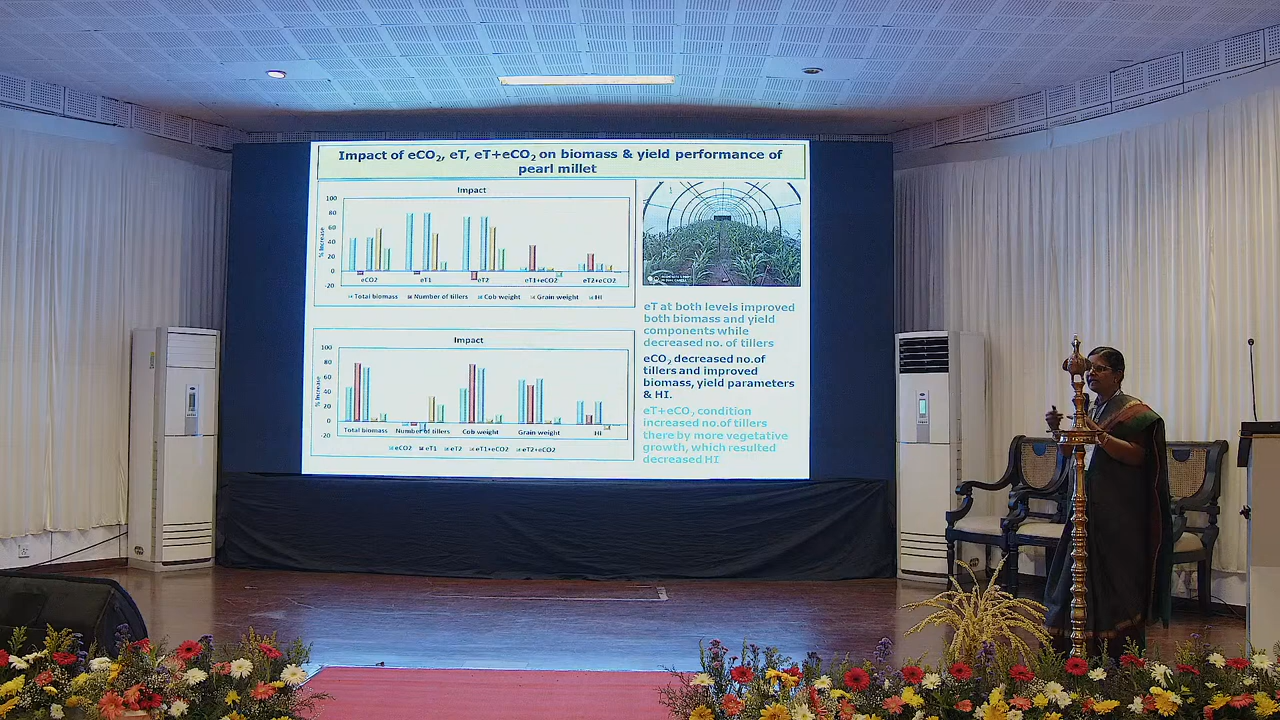 Impact of eCO2, eT, eT+eCO2 on biomass & yield performance of
pearl millet
Impact
% Increase
100
80
60
40
20
0
-20
eCO2
eT1
eT2
eT1+eCO2
eT2+eCO2
Total biomass
Number of tillers
Cob weight
Grain weight
HI
Impact
% Increase
100
80
60
40
20
0
-20
Total biomass
Number of tillers
Cob weight
Grain weight
HI
eCO2
eT1
eT2
eT1+eCO2
eT2+eCO2
eT at both levels improved
both biomass and yield
components while
decreased no. of tillers
eCO2 decreased no.of
tillers and improved
biomass, yield parameters
& HI.
eT+eCO2 condition
increased no.of tillers
there by more vegetative
growth, which resulted
decreased HI